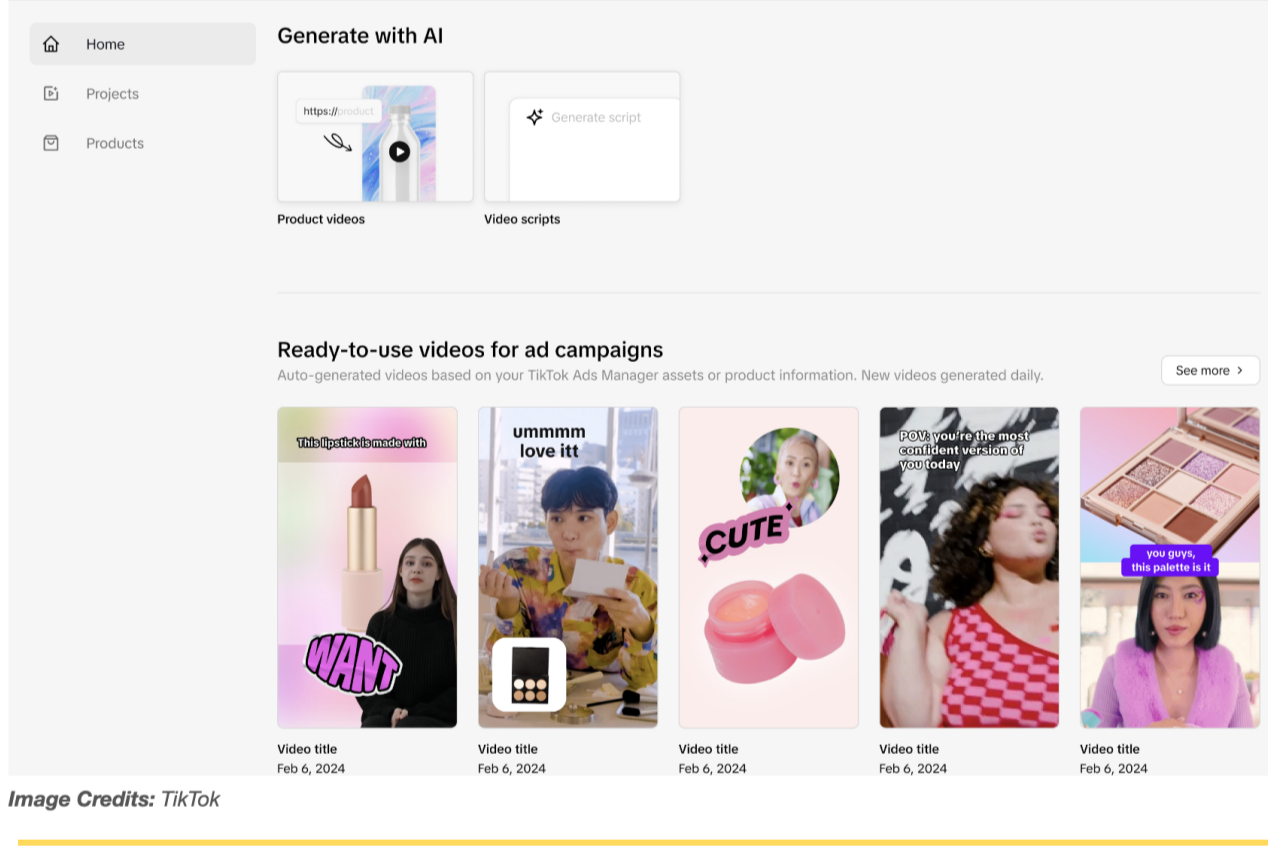 Home
Projects
Products
Generate with AI
https://product
Generate script
Product videos
Video scripts
Ready-to-use videos for ad campaigns
Auto-generated videos based on your TikTok Ads Manager assets or product information. New videos generated daily.
See more
This lipstick is made with
WANT
Video title
Feb 6, 2024
ummmm
love itt
Video title
Feb 6, 2024
CUTE
Video title
Feb 6, 2024
POV: you're the most
confident version of
you today
Video title
Feb 6, 2024
you guys,
this palette is it
Video title
Feb 6, 2024
Image Credits: TikTok